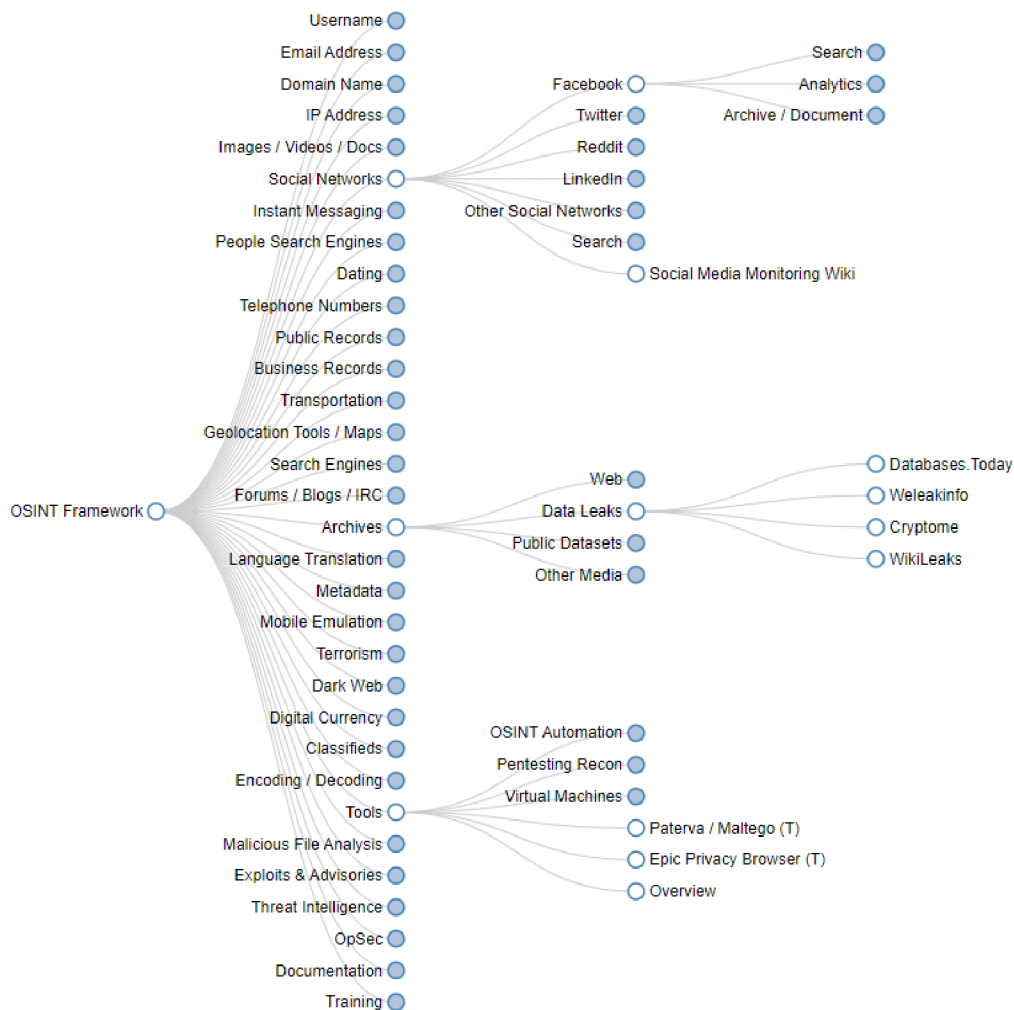 OSINT Framework
Username
Email Address
Domain Name
IP Address
Images / Videos / Docs
Social Networks
Facebook
Search
Analytics
Archive / Document
Twitter
Reddit
LinkedIn
Other Social Networks
Search
Social Media Monitoring Wiki
Instant Messaging
People Search Engines
Dating
Telephone Numbers
Public Records
Business Records
Transportation
Geolocation Tools / Maps
Search Engines
Forums / Blogs / IRC
Archives
Web
Data Leaks
Databases.Today
Weleakinfo
Cryptome
WikiLeaks
Public Datasets
Other Media
Language Translation
Metadata
Mobile Emulation
Terrorism
Dark Web
Digital Currency
Classifieds
Encoding / Decoding
Tools
OSINT Automation
Pentesting Recon
Virtual Machines
Paterva / Maltego (T)
Epic Privacy Browser (T)
Overview
Malicious File Analysis
Exploits & Advisories
Threat Intelligence
OpSec
Documentation
Training